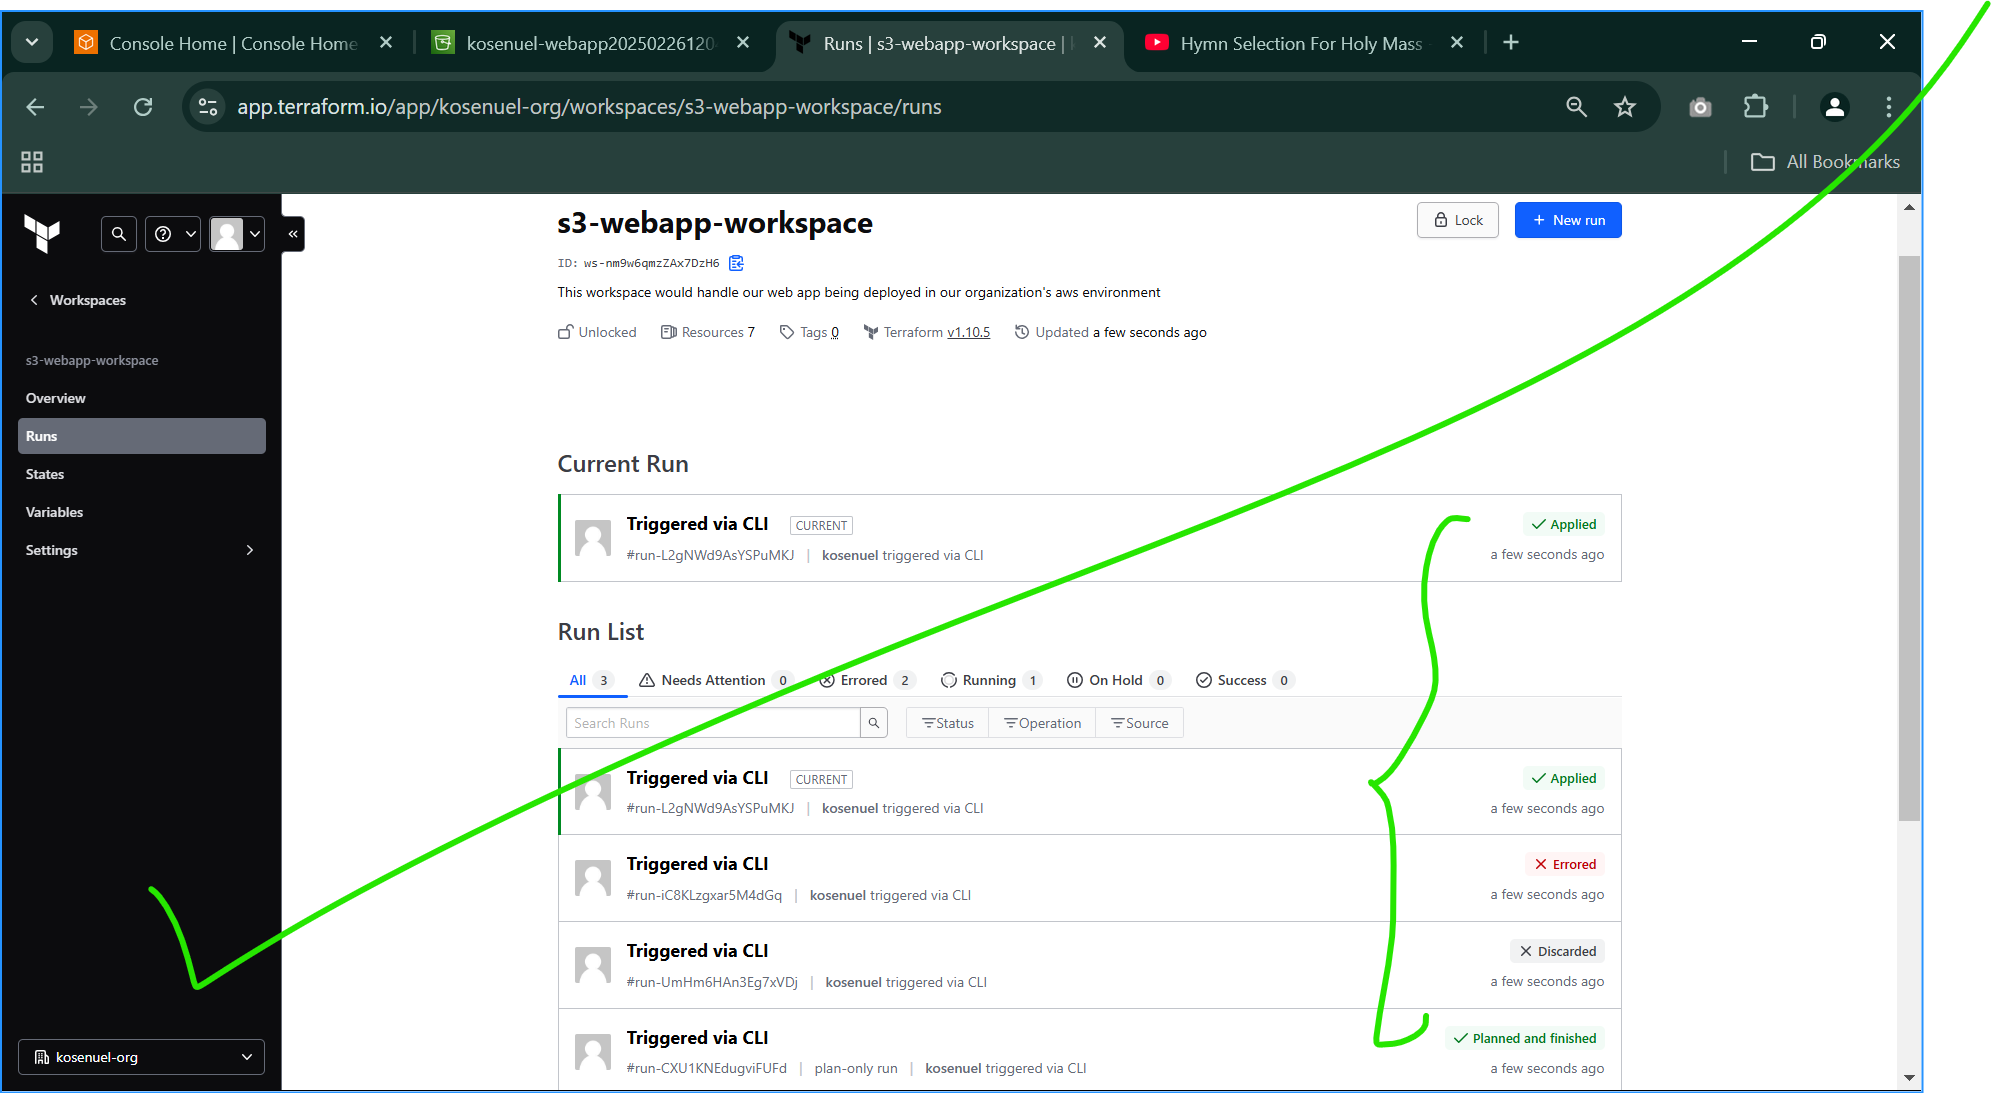 Console Home | Console Home
kosenuel-webapp2025022612
Runs | s3-webapp-workspace |
Hymn Selection For Holy Mass
app.terraform.io/app/kosenuel-org/workspaces/s3-webapp-workspace/runs
All Bookmarks
Workspaces
s3-webapp-workspace
Overview
Runs
States
Variables
Settings
kosenuel-org
s3-webapp-workspace
Lock
+ New run
ID: ws-nm9w6qmzZAx7DzH6
This workspace would handle our web app being deployed in our organization's aws environment
Unlocked Resources 7 Tags 0 Terraform v1.10.5 Updated a few seconds ago
Current Run
Triggered via CLI CURRENT Applied
#run-L2gNWd9AsYSPuMKJ | kosenuel triggered via CLI a few seconds ago
Run List
All 3 Needs Attention 0 Errored 2 Running 1 On Hold 0 Success 0
Search Runs Status Operation Source
Triggered via CLI CURRENT Applied
#run-L2gNWd9AsYSPuMKJ | kosenuel triggered via CLI a few seconds ago
Triggered via CLI Errored
#run-iC8KLzgxar5M4dGq | kosenuel triggered via CLI a few seconds ago
Triggered via CLI Discarded
#run-UmHm6HAn3Eg7xVDj | kosenuel triggered via CLI a few seconds ago
Triggered via CLI Planned and finished
#run-CXU1KNEdugviFUFd | plan-only run | kosenuel triggered via CLI a few seconds ago